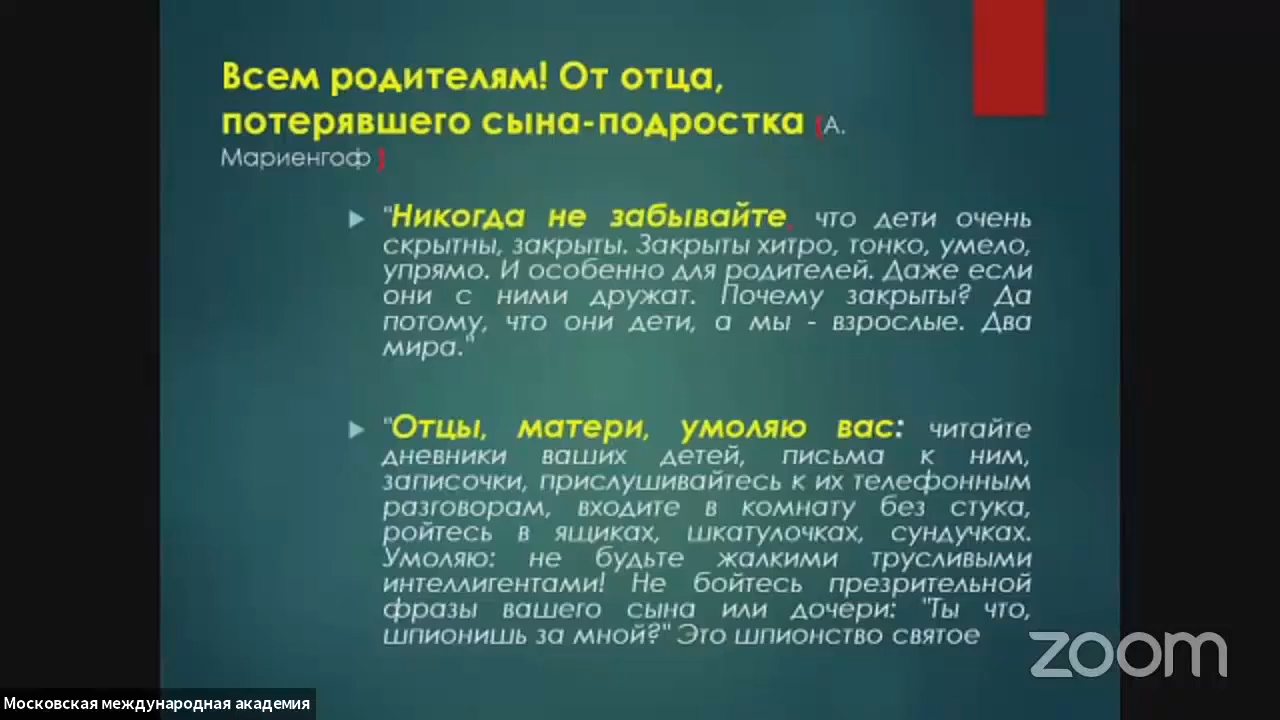 Всем родителям! От отца,
потерявшего сына-подростка (А.
Мариенгоф )
"Никогда не забывайте, что дети очень
скрытны, закрыты. Закрыты хитро, тонко, умело,
упрямо. И особенно для родителей. Даже если
они с ними дружат. Почему закрыты? Да
потому, что они дети, а мы - взрослые. Два
мира."
"Отцы, матери, умоляю вас: читайте
дневники ваших детей, письма к ним,
записочки, прислушивайтесь к их телефонным
разговорам, входите в комнату без стука,
ройтесь в ящиках, шкатулочках, сундучках.
Умоляю: не будьте жалкими трусливыми
интеллигентами! Не бойтесь презрительной
фразы вашего сына или дочери: "Ты что,
шпионишь за мной?" Это шпионство святое
zoom
Московская международная академия